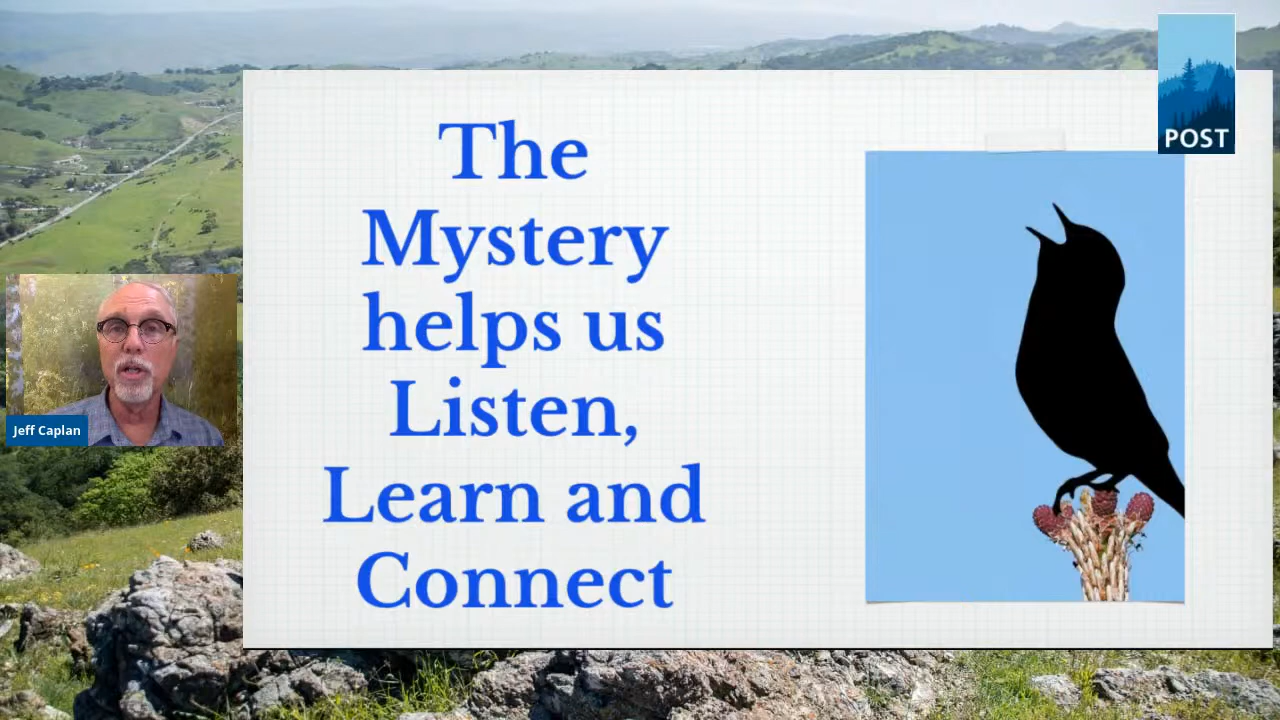 The
Mystery
helps us
Listen,
Learn and
Connect
POST
Jeff Caplan